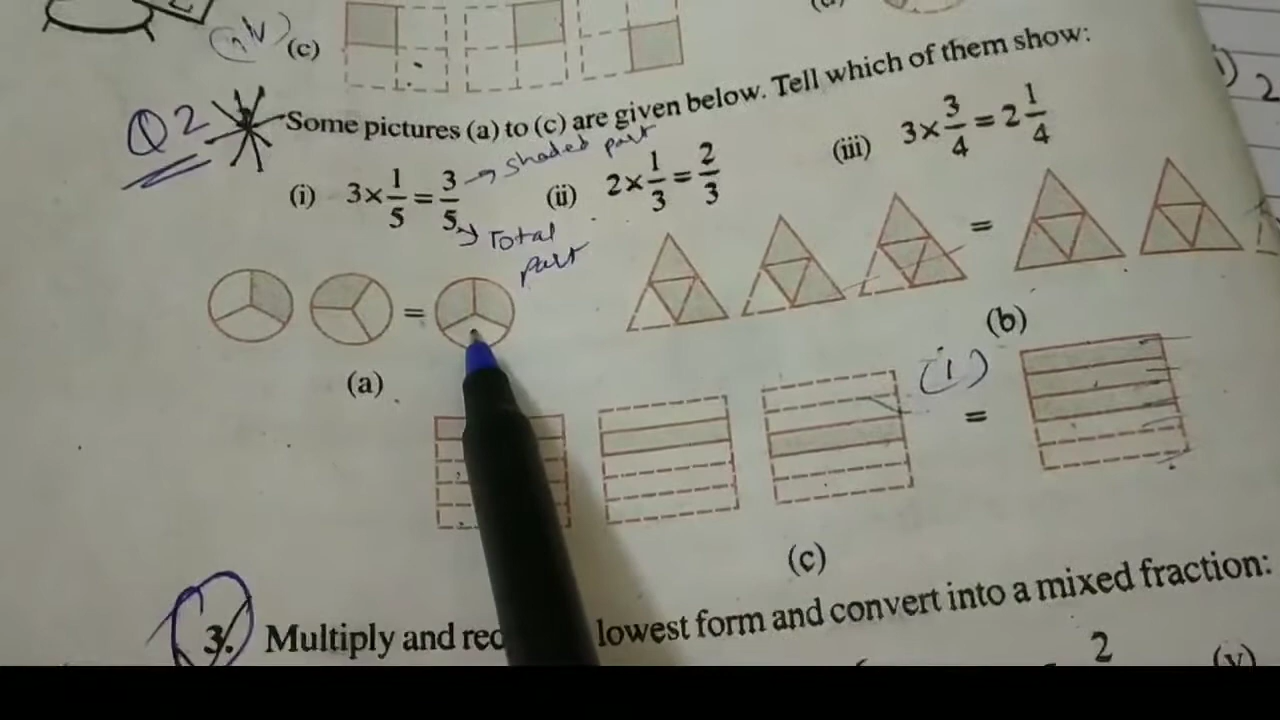 (c)
Q2 Some pictures (a) to (c) are given below. Tell which of them show:
(i) 3×1/5=3/5 → shaded part (ii) 2×1/3=2/3 (iii) 3×3/4=2 1/4
→ Total part
= =
(a) (b)
(i) =
(c)
3. Multiply and rec lowest form and convert into a mixed fraction:
2 (v)